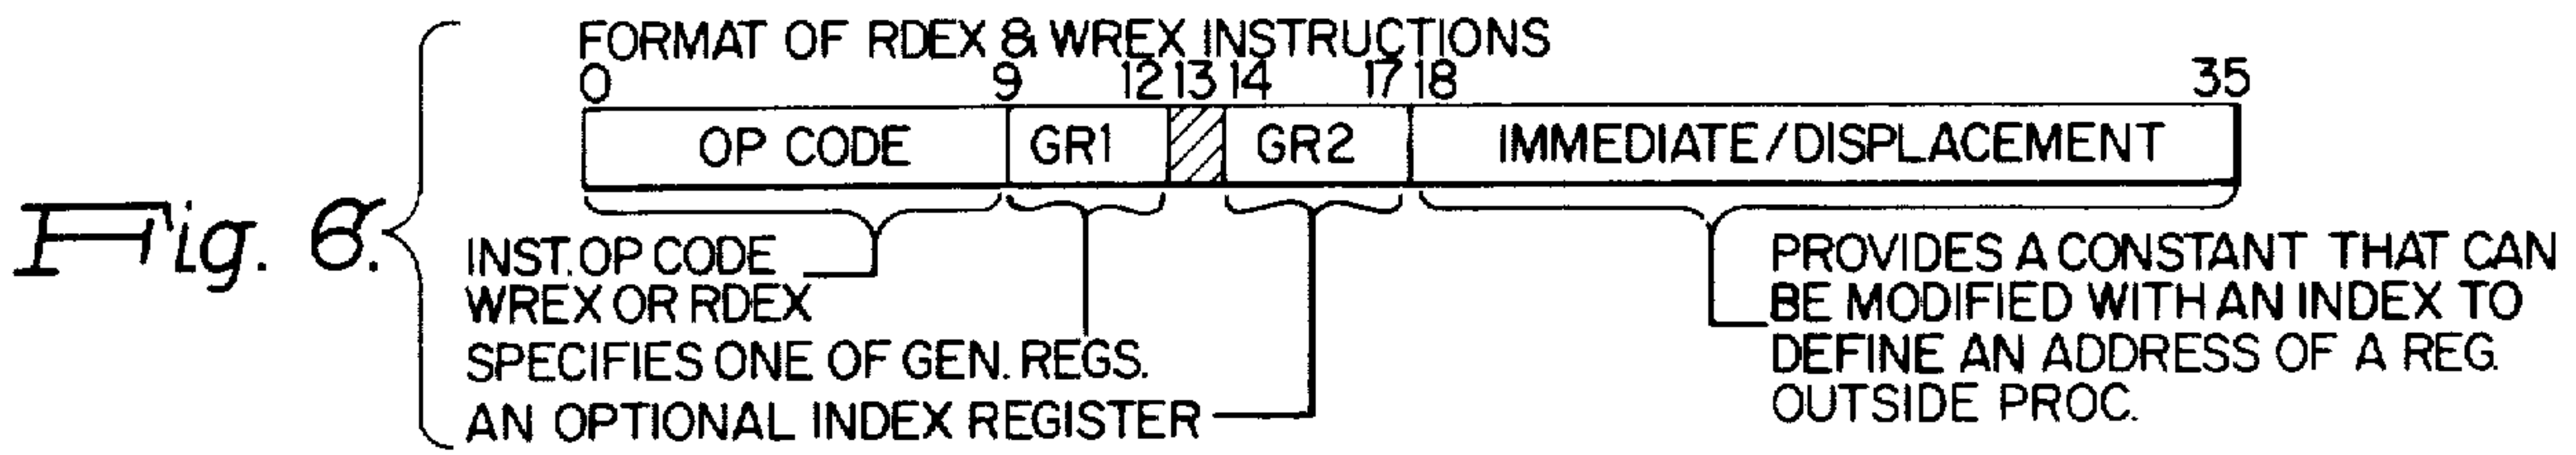 FORMAT OF RDEX & WREX INSTRUCTIONS
0 9 12 13 14 17 18 35
OP CODE GR1 GR2 IMMEDIATE/DISPLACEMENT
Fig. 6.
INST. OP CODE
WREX OR RDEX
SPECIFIES ONE OF GEN. REGS.
AN OPTIONAL INDEX REGISTER
PROVIDES A CONSTANT THAT CAN
BE MODIFIED WITH AN INDEX TO
DEFINE AN ADDRESS OF A REG.
OUTSIDE PROC.